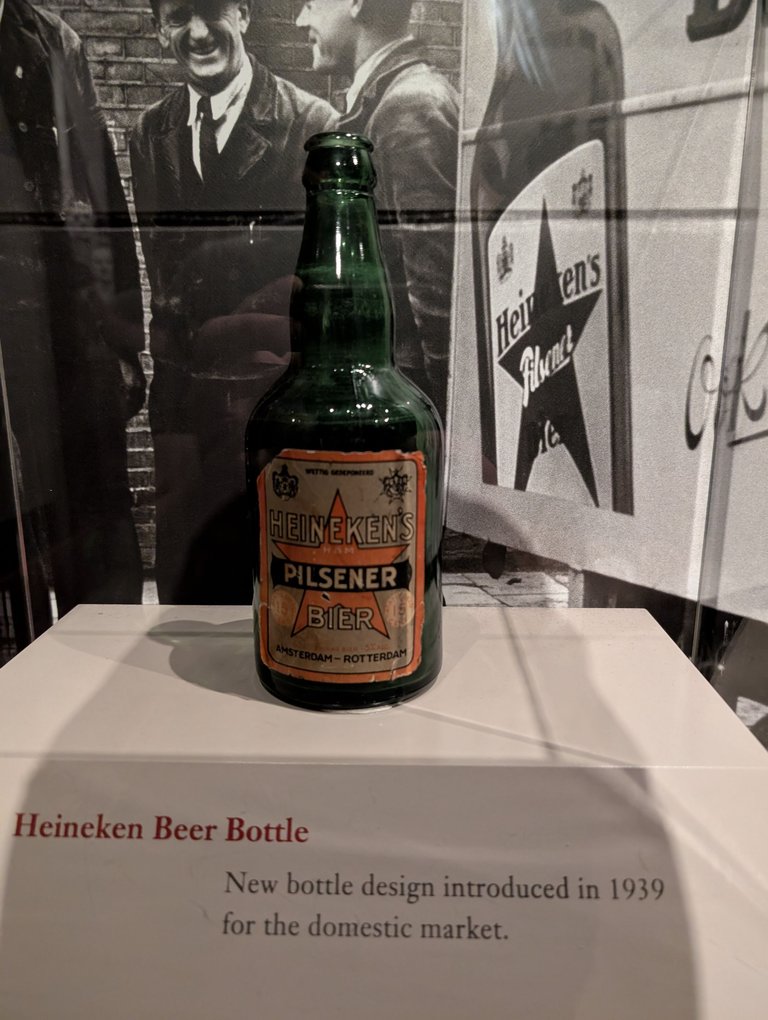 Heineken's
Pilsener
Bier
WETTIG GEDEPONEERD
HEINEKEN'S
PILSENER
BIER
AMSTERDAM – ROTTERDAM
Heineken Beer Bottle
New bottle design introduced in 1939
for the domestic market.